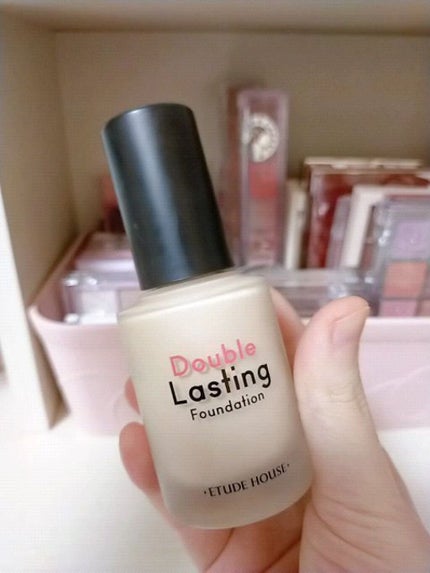 Double
Lasting
Foundation
·ETUDE HOUSE·